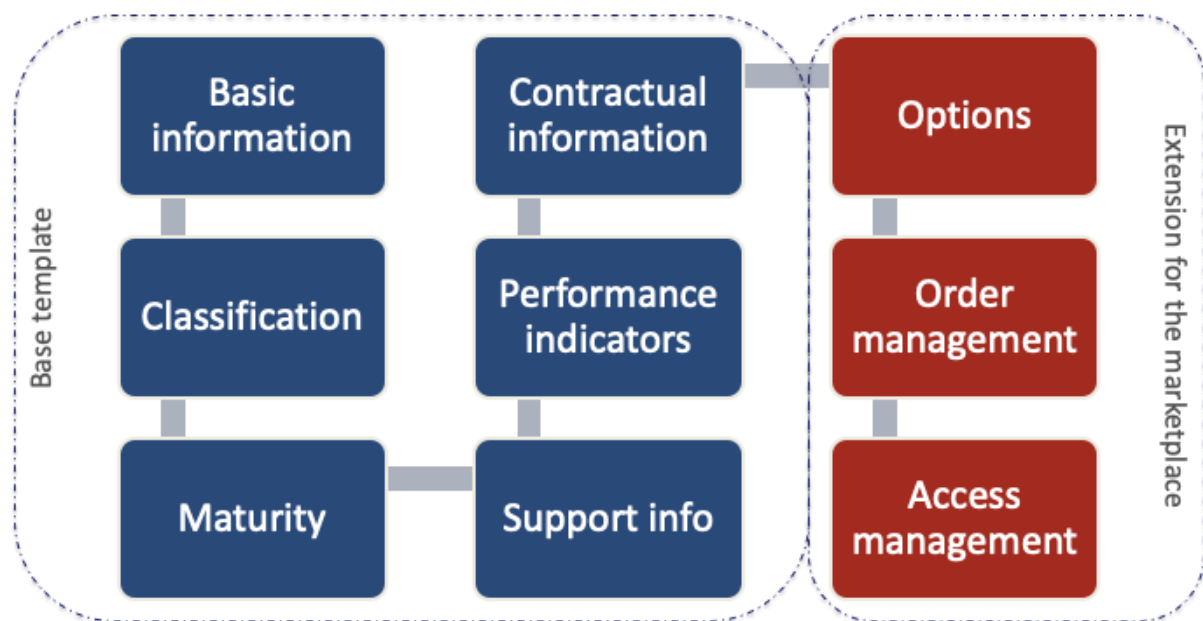 Base template
Basic
information
Classification
Maturity
Support info
Performance
indicators
Contractual
information
Options
Order
management
Access
management
Extension for the marketplace